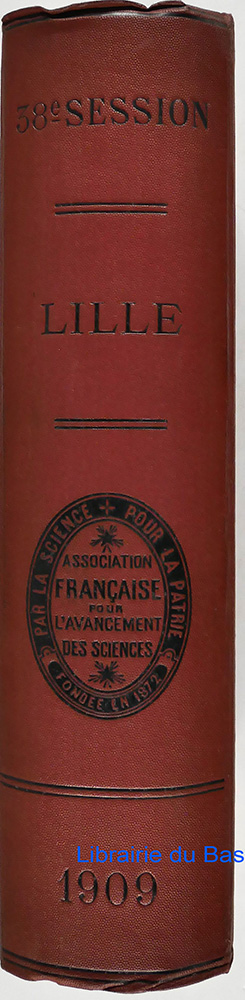 38e SESSION
LILLE
PAR LA SCIENCE + POUR LA PATRIE
ASSOCIATION
FRANÇAISE
POUR
L'AVANCEMENT
DES SCIENCES
FONDÉE EN 1872
Librairie du Bas
1909